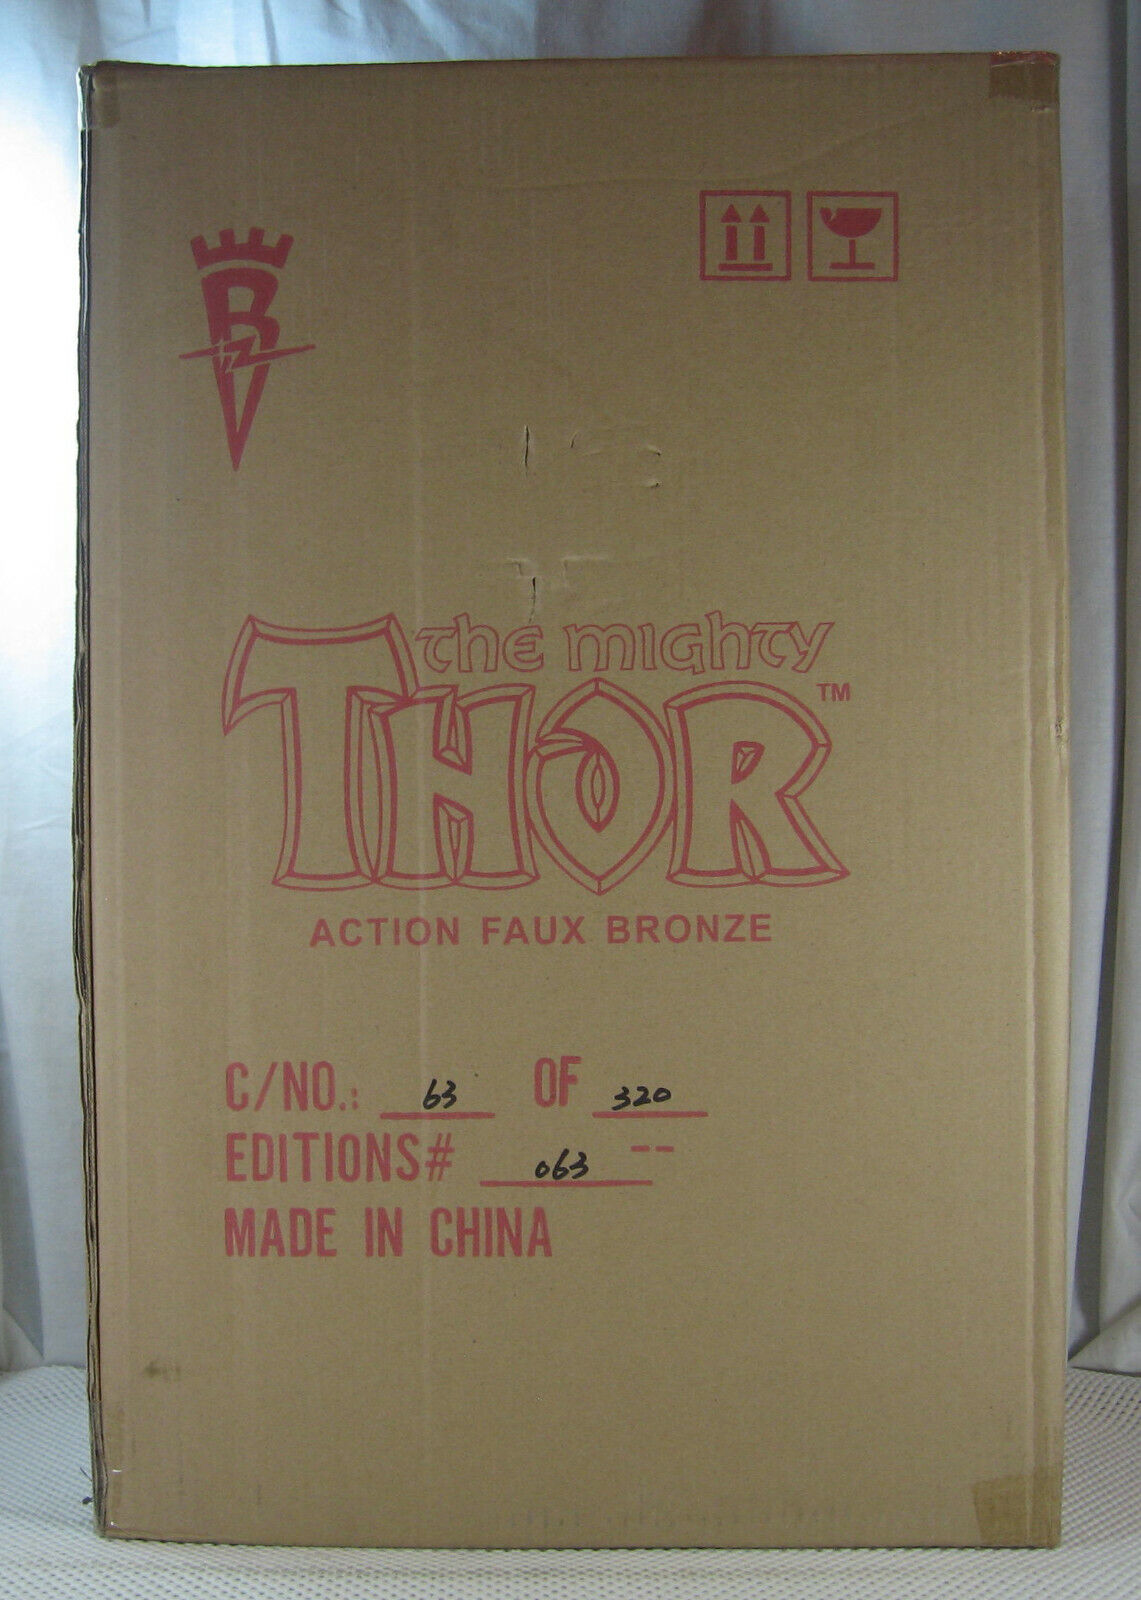 B
the mighty
THOR™
ACTION FAUX BRONZE
C/NO.: 63 OF 320
EDITIONS# 063 --
MADE IN CHINA